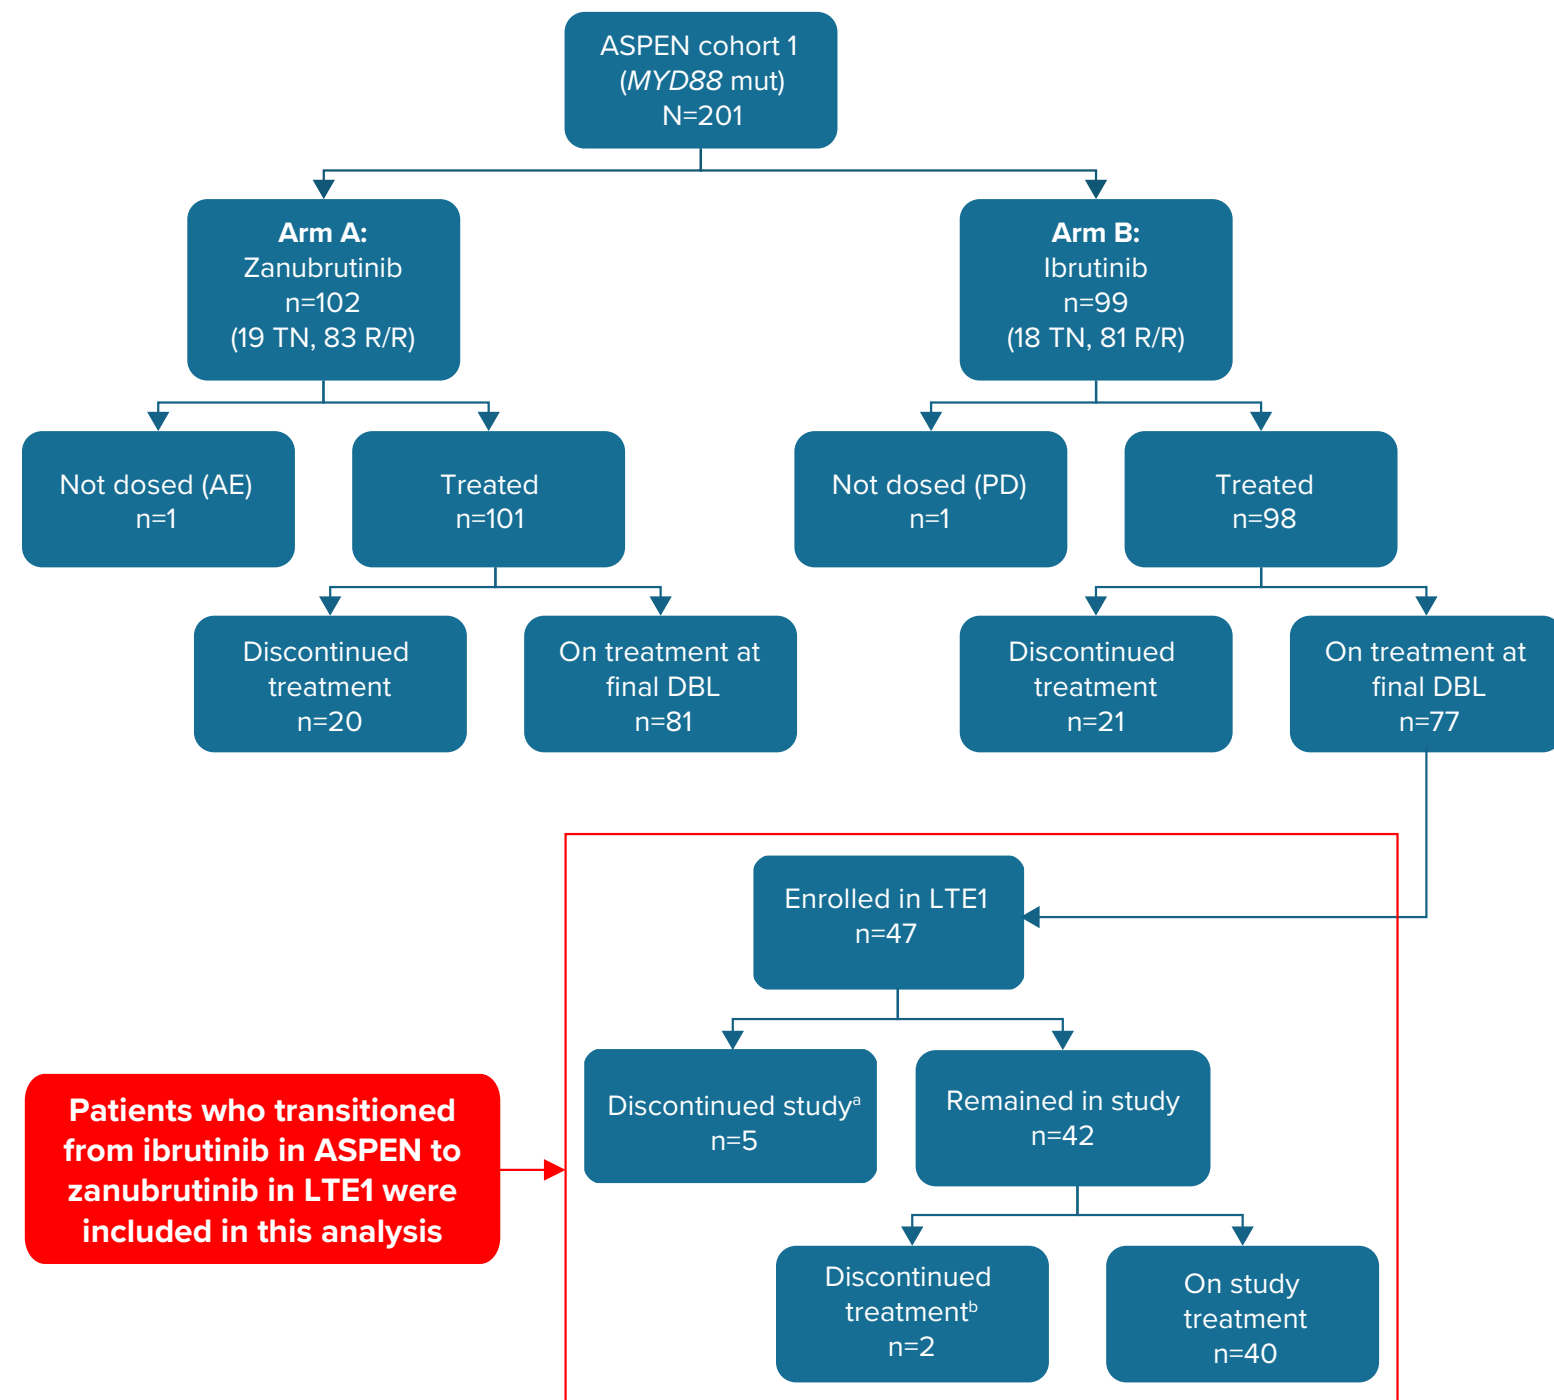 ASPEN cohort 1
(MYD88 mut)
N=201
Arm A:
Zanubrutinib
n=102
(19 TN, 83 R/R)
Arm B:
Ibrutinib
n=99
(18 TN, 81 R/R)
Not dosed (AE)
n=1
Treated
n=101
Not dosed (PD)
n=1
Treated
n=98
Discontinued
treatment
n=20
On treatment at
final DBL
n=81
Discontinued
treatment
n=21
On treatment at
final DBL
n=77
Enrolled in LTE1
n=47
Discontinued studyᵃ
n=5
Remained in study
n=42
Patients who transitioned
from ibrutinib in ASPEN to
zanubrutinib in LTE1 were
included in this analysis
Discontinued
treatmentᵇ
n=2
On study
treatment
n=40